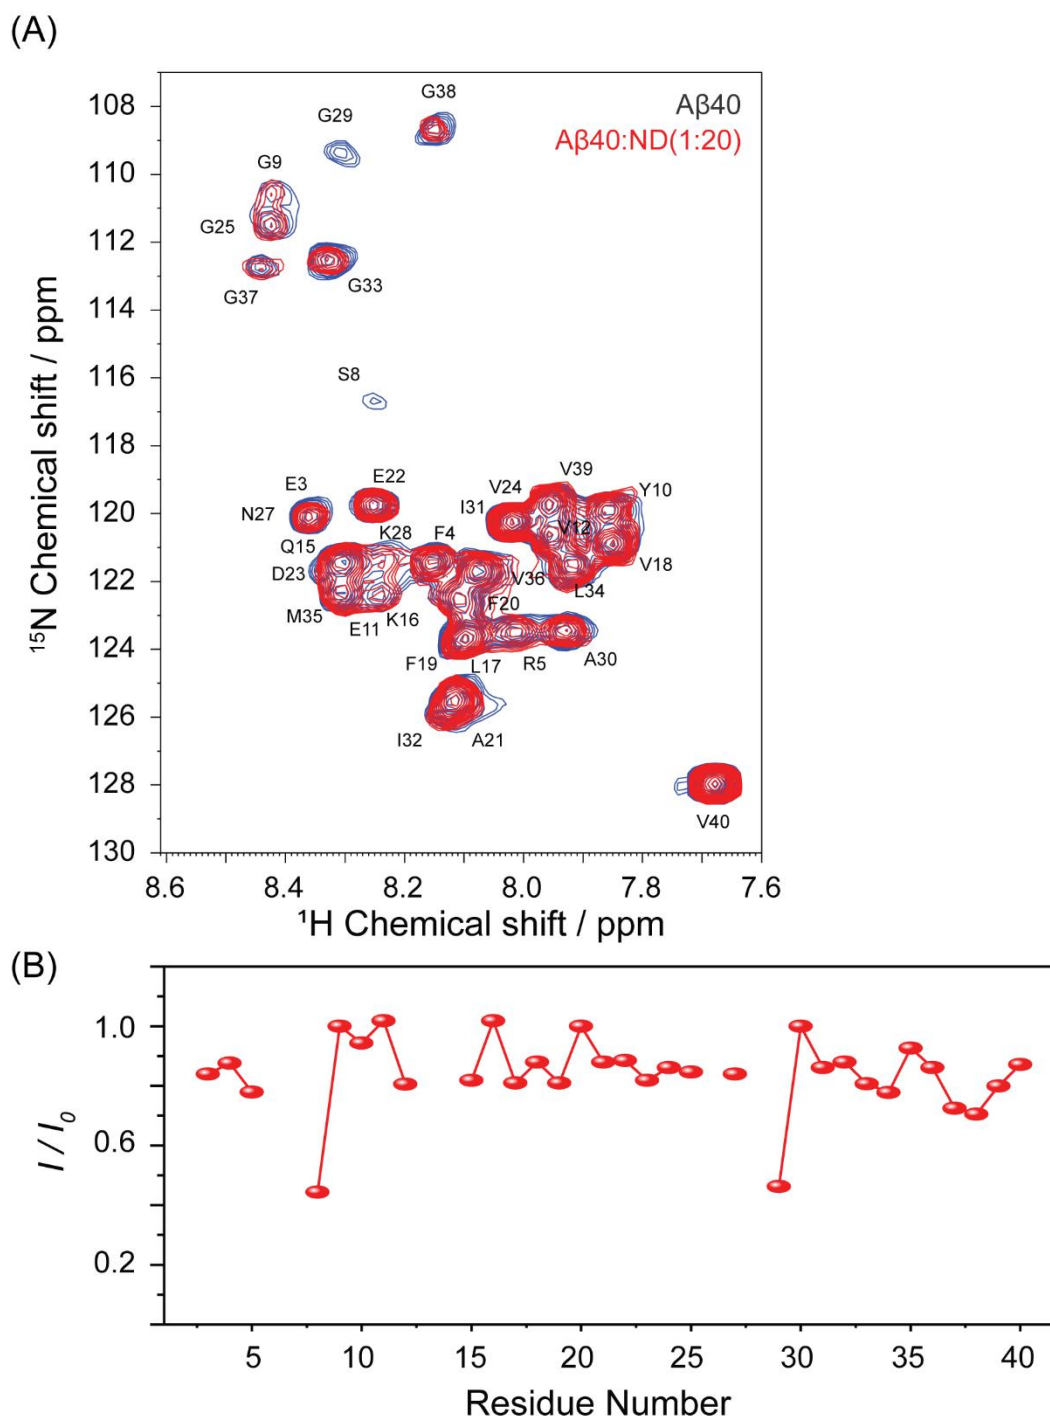 (A)
Aβ40
Aβ40:ND(1:20)
G38
G29
G9
G25
G37
G33
S8
E3
E22
N27
K28
F4
Q15
D23
M35
E11
K16
V24
I31
V39
Y10
V12
V18
V36
L34
F20
F19
L17
R5
A30
I32
A21
V40
108
110
112
114
116
118
120
122
124
126
128
130
¹⁵N Chemical shift / ppm
8.6 8.4 8.2 8.0 7.8 7.6
¹H Chemical shift / ppm
(B)
1.0
0.6
0.2
I / I₀
5 10 15 20 25 30 35 40
Residue Number